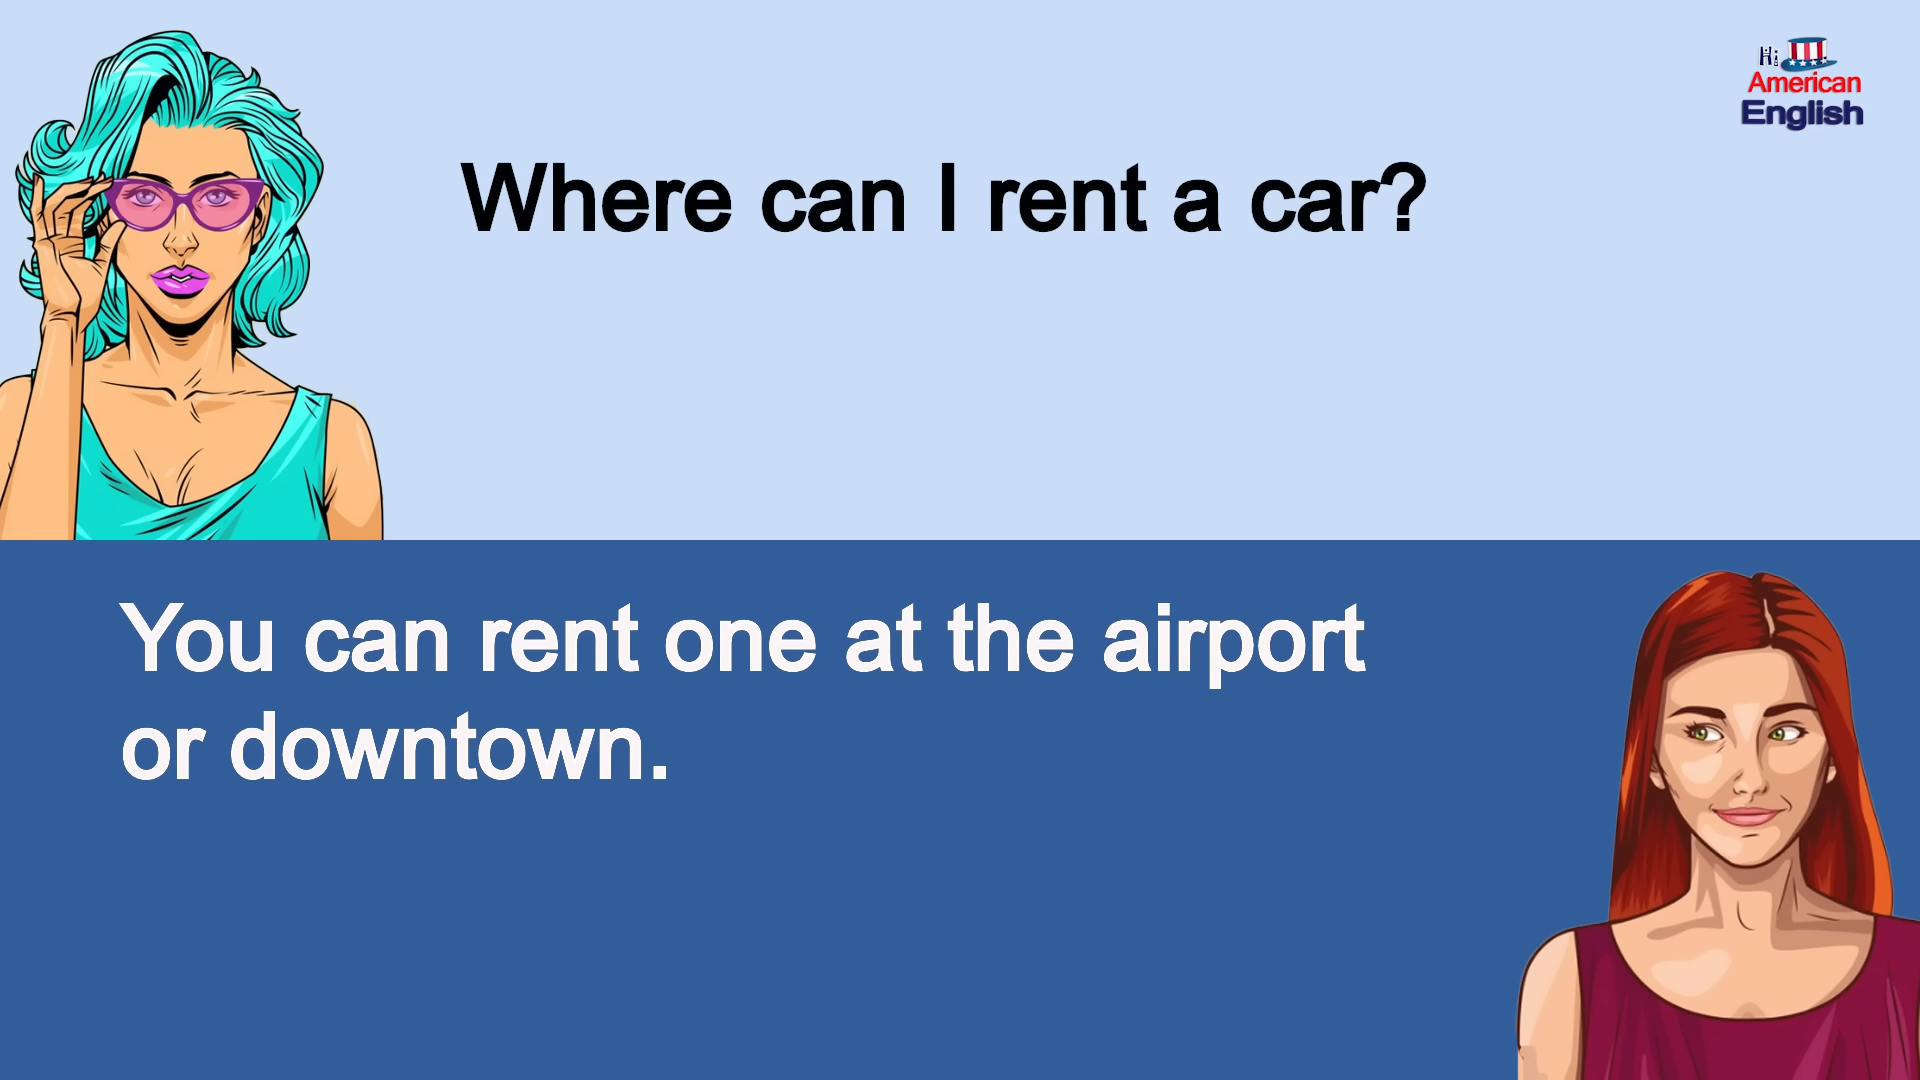 Hi
American
English
Where can I rent a car?
You can rent one at the airport
or downtown.